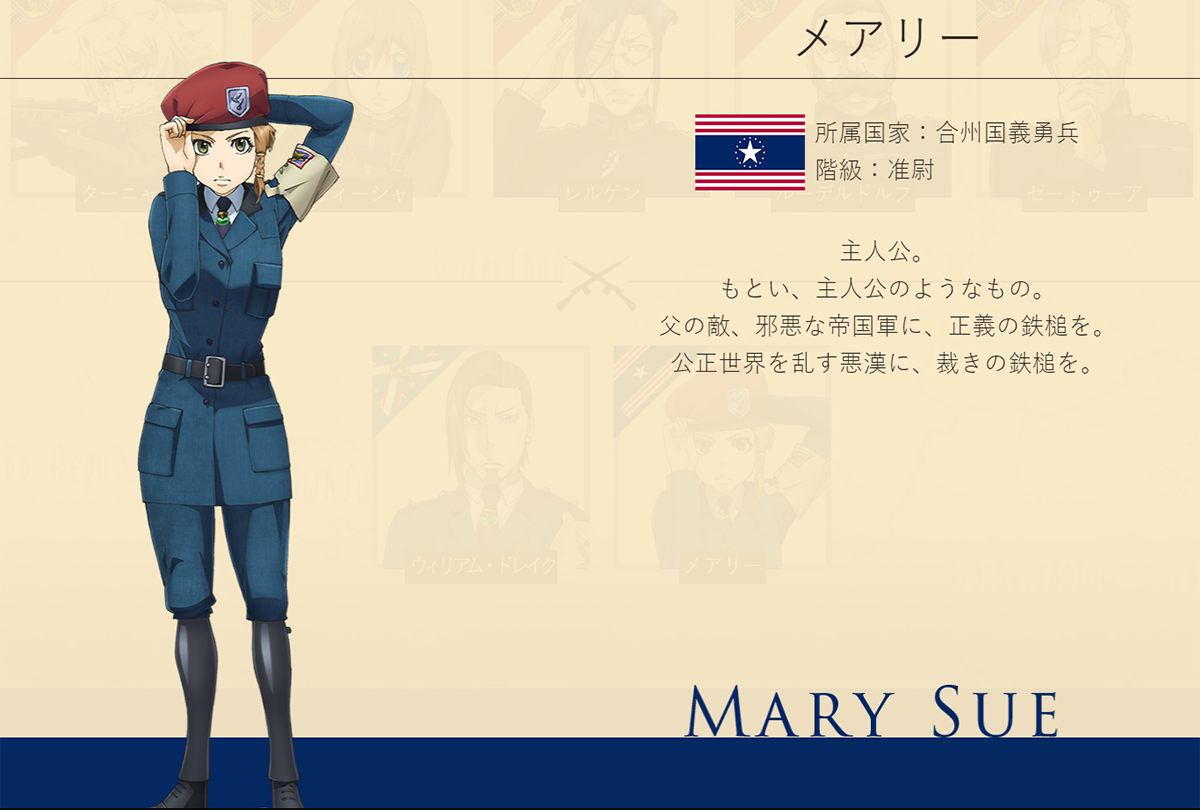 メアリー
所属国家：合州国義勇兵
階級：准尉
主人公。
もとい、主人公のようなもの。
父の敵、邪悪な帝国軍に、正義の鉄槌を。
公正世界を乱す悪漢に、裁きの鉄槌を。
ターニャ
ィーシャ
レルゲン
ルーデルドルフ
ゼートゥーア
ウィリアム・ドレイク
メアリー
MARY SUE